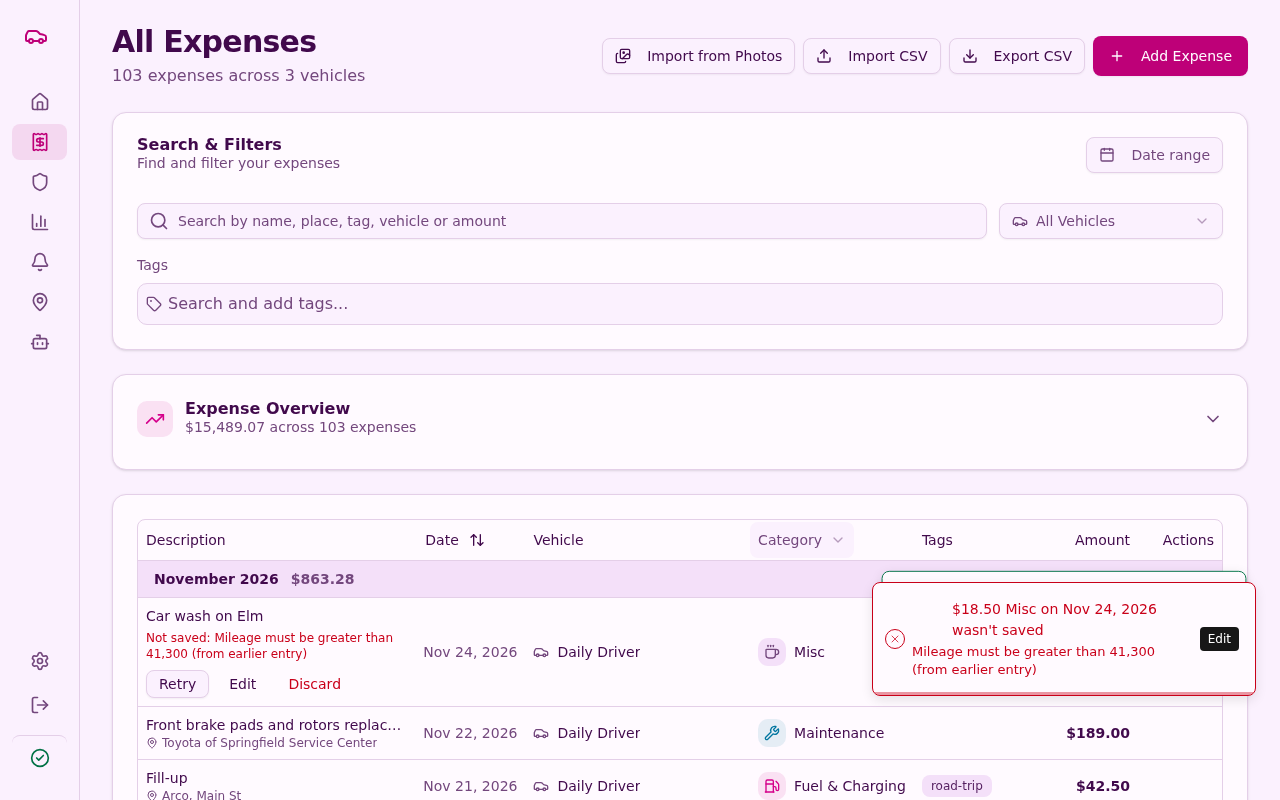 All Expenses
103 expenses across 3 vehicles
Import from Photos
Import CSV
Export CSV
Add Expense
Search & Filters
Find and filter your expenses
Date range
Search by name, place, tag, vehicle or amount
All Vehicles
Tags
Search and add tags...
Expense Overview
$15,489.07 across 103 expenses
Description
Date
Vehicle
Category
Tags
Amount
Actions
November 2026 $863.28
Car wash on Elm
Not saved: Mileage must be greater than
41,300 (from earlier entry)
Retry
Edit
Discard
Nov 24, 2026
Daily Driver
Misc
$18.50 Misc on Nov 24, 2026
wasn't saved
Mileage must be greater than 41,300
(from earlier entry)
Edit
Front brake pads and rotors replac...
Toyota of Springfield Service Center
Nov 22, 2026
Daily Driver
Maintenance
$189.00
Fill-up
Arco, Main St
Nov 21, 2026
Daily Driver
Fuel & Charging
road-trip
$42.50